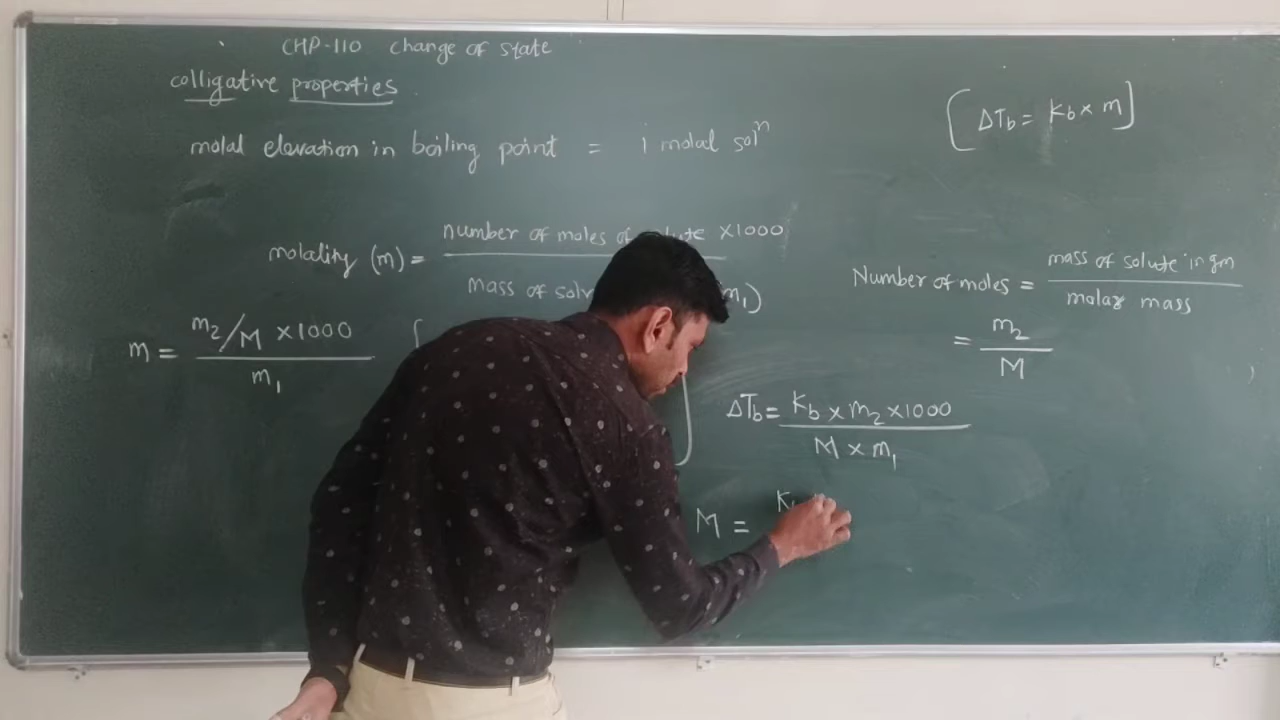 CHP-110 change of state
colligative properties
[ΔTb = Kb × m]
molal elevation in boiling point = 1 molal solⁿ
molality (m) = number of moles of ×1000
mass of m₁)
Number of moles = mass of solute in gm
molar mass
= m₂
M
m = m₂/M × 1000
m₁
ΔTb = Kb × m₂ × 1000
M × m₁
M =